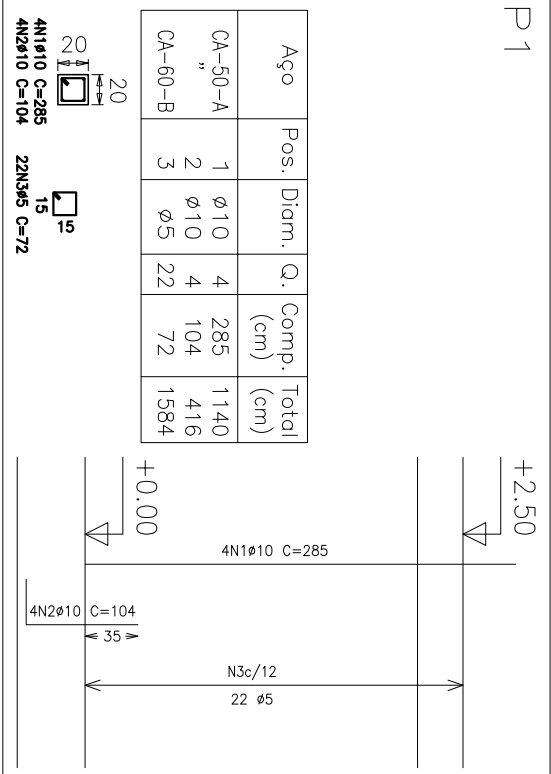 P1
Aço Pos. Diam. Q. Comp. (cm) Total (cm)
CA-50-A 1 ø10 4 285 1140
" 2 ø10 4 104 416
CA-60-B 3 ø5 22 72 1584
20
20
4N1ø10 C=285
4N2ø10 C=104
15
15
22N3ø5 C=72
+2.50
+0.00
4N1ø10 C=285
4N2ø10 C=104
35
N3c/12
22 ø5